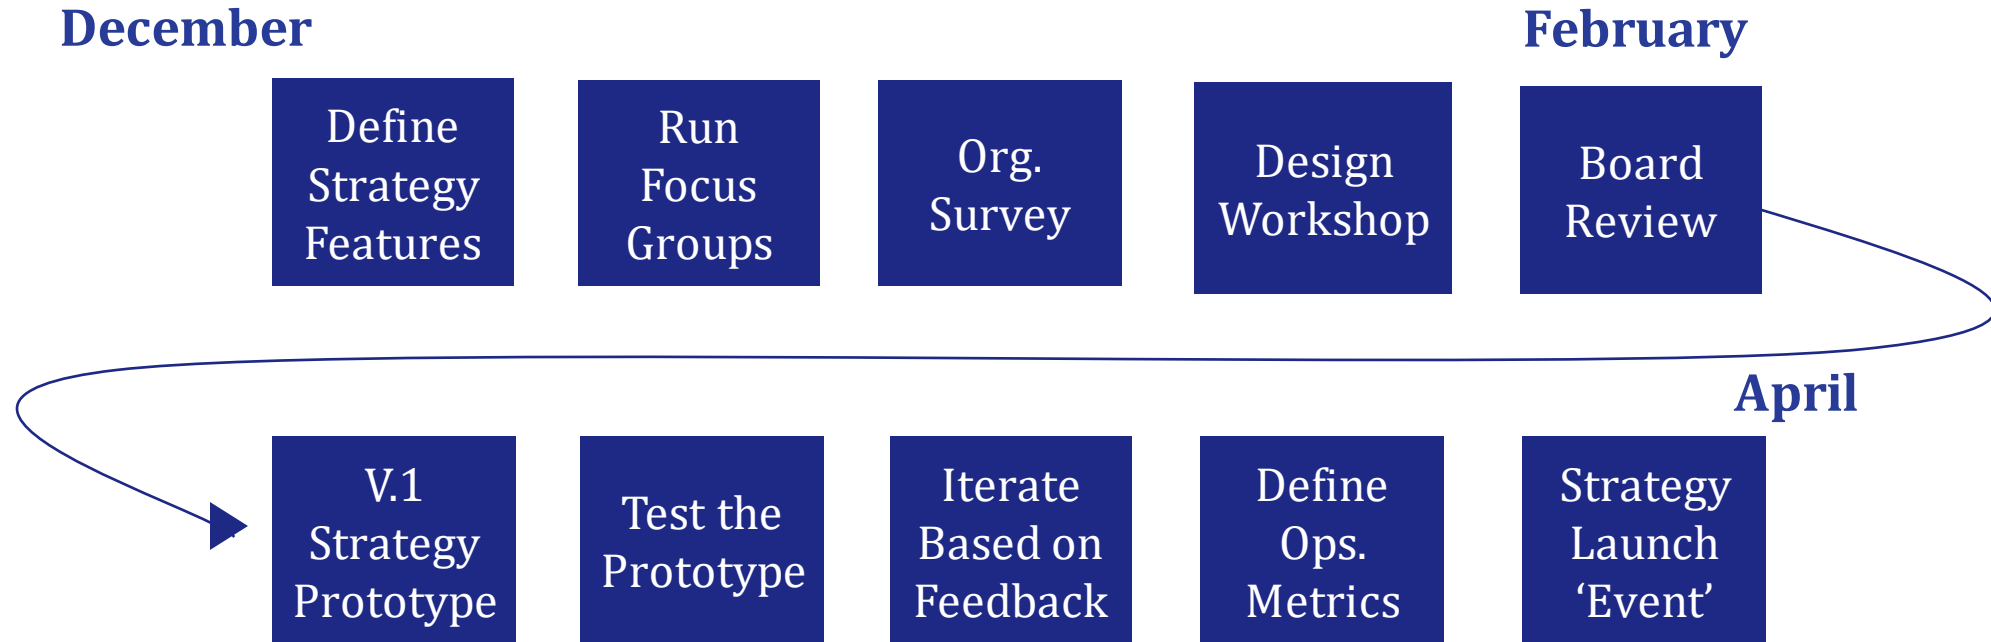 December
February
Define
Strategy
Features
Run
Focus
Groups
Org.
Survey
Design
Workshop
Board
Review
April
V.1
Strategy
Prototype
Test the
Prototype
Iterate
Based on
Feedback
Define
Ops.
Metrics
Strategy
Launch
‘Event’